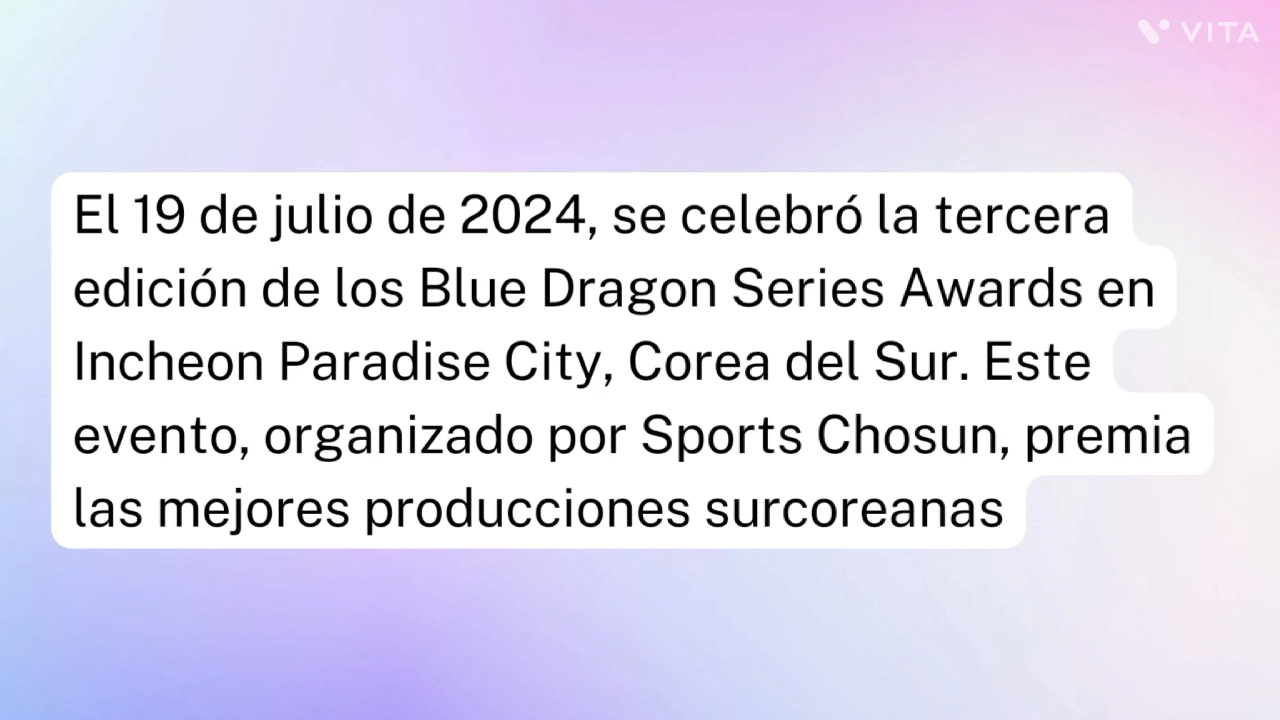 VITA
El 19 de julio de 2024, se celebró la tercera
edición de los Blue Dragon Series Awards en
Incheon Paradise City, Corea del Sur. Este
evento, organizado por Sports Chosun, premia
las mejores producciones surcoreanas